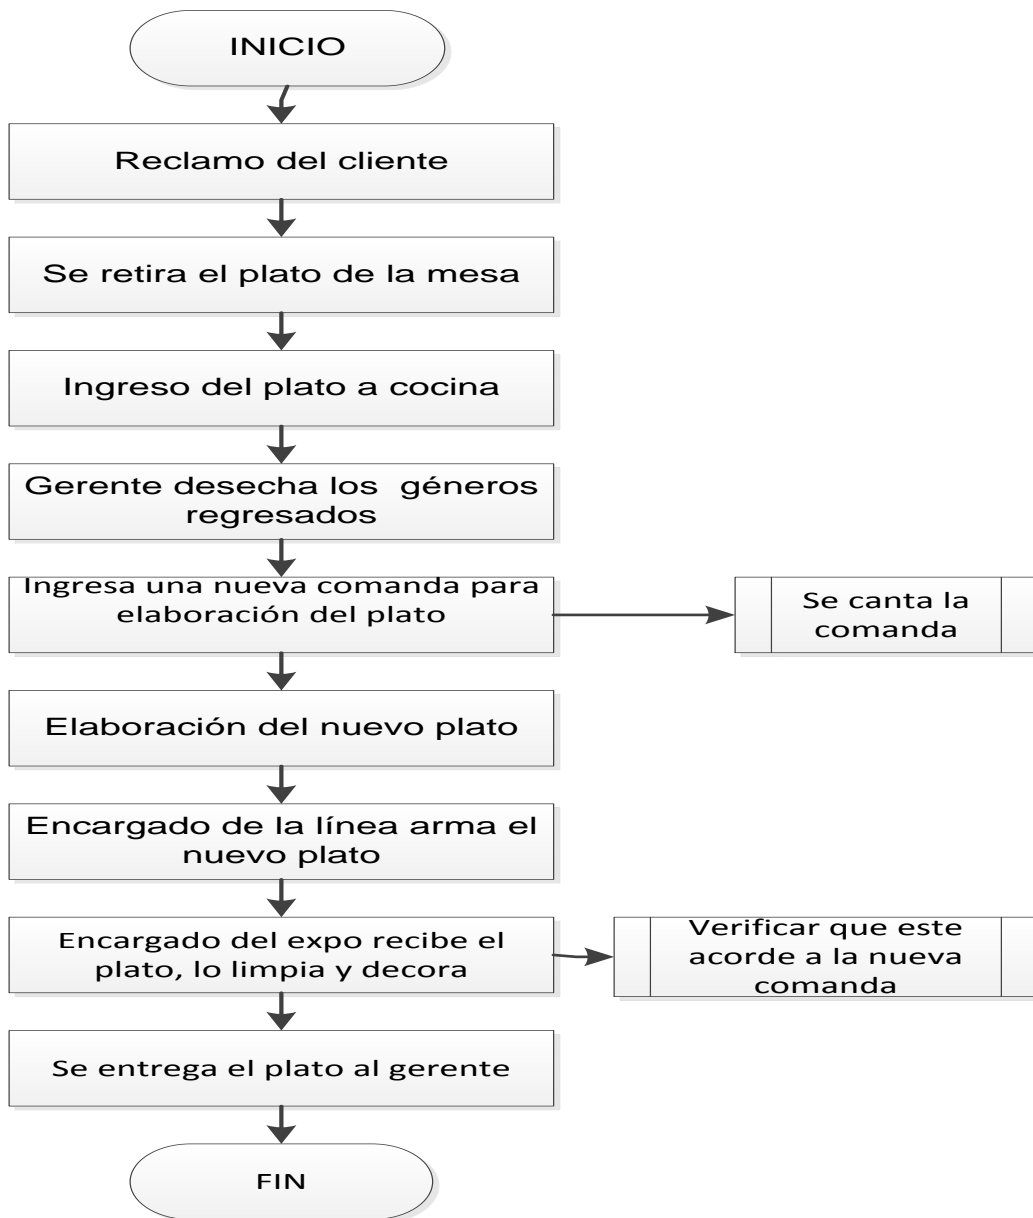 INICIO
Reclamo del cliente
Se retira el plato de la mesa
Ingreso del plato a cocina
Gerente desecha los géneros
regresados
Ingresa una nueva comanda para
elaboración del plato
Se canta la
comanda
Elaboración del nuevo plato
Encargado de la línea arma el
nuevo plato
Encargado del expo recibe el
plato, lo limpia y decora
Verificar que este
acorde a la nueva
comanda
Se entrega el plato al gerente
FIN